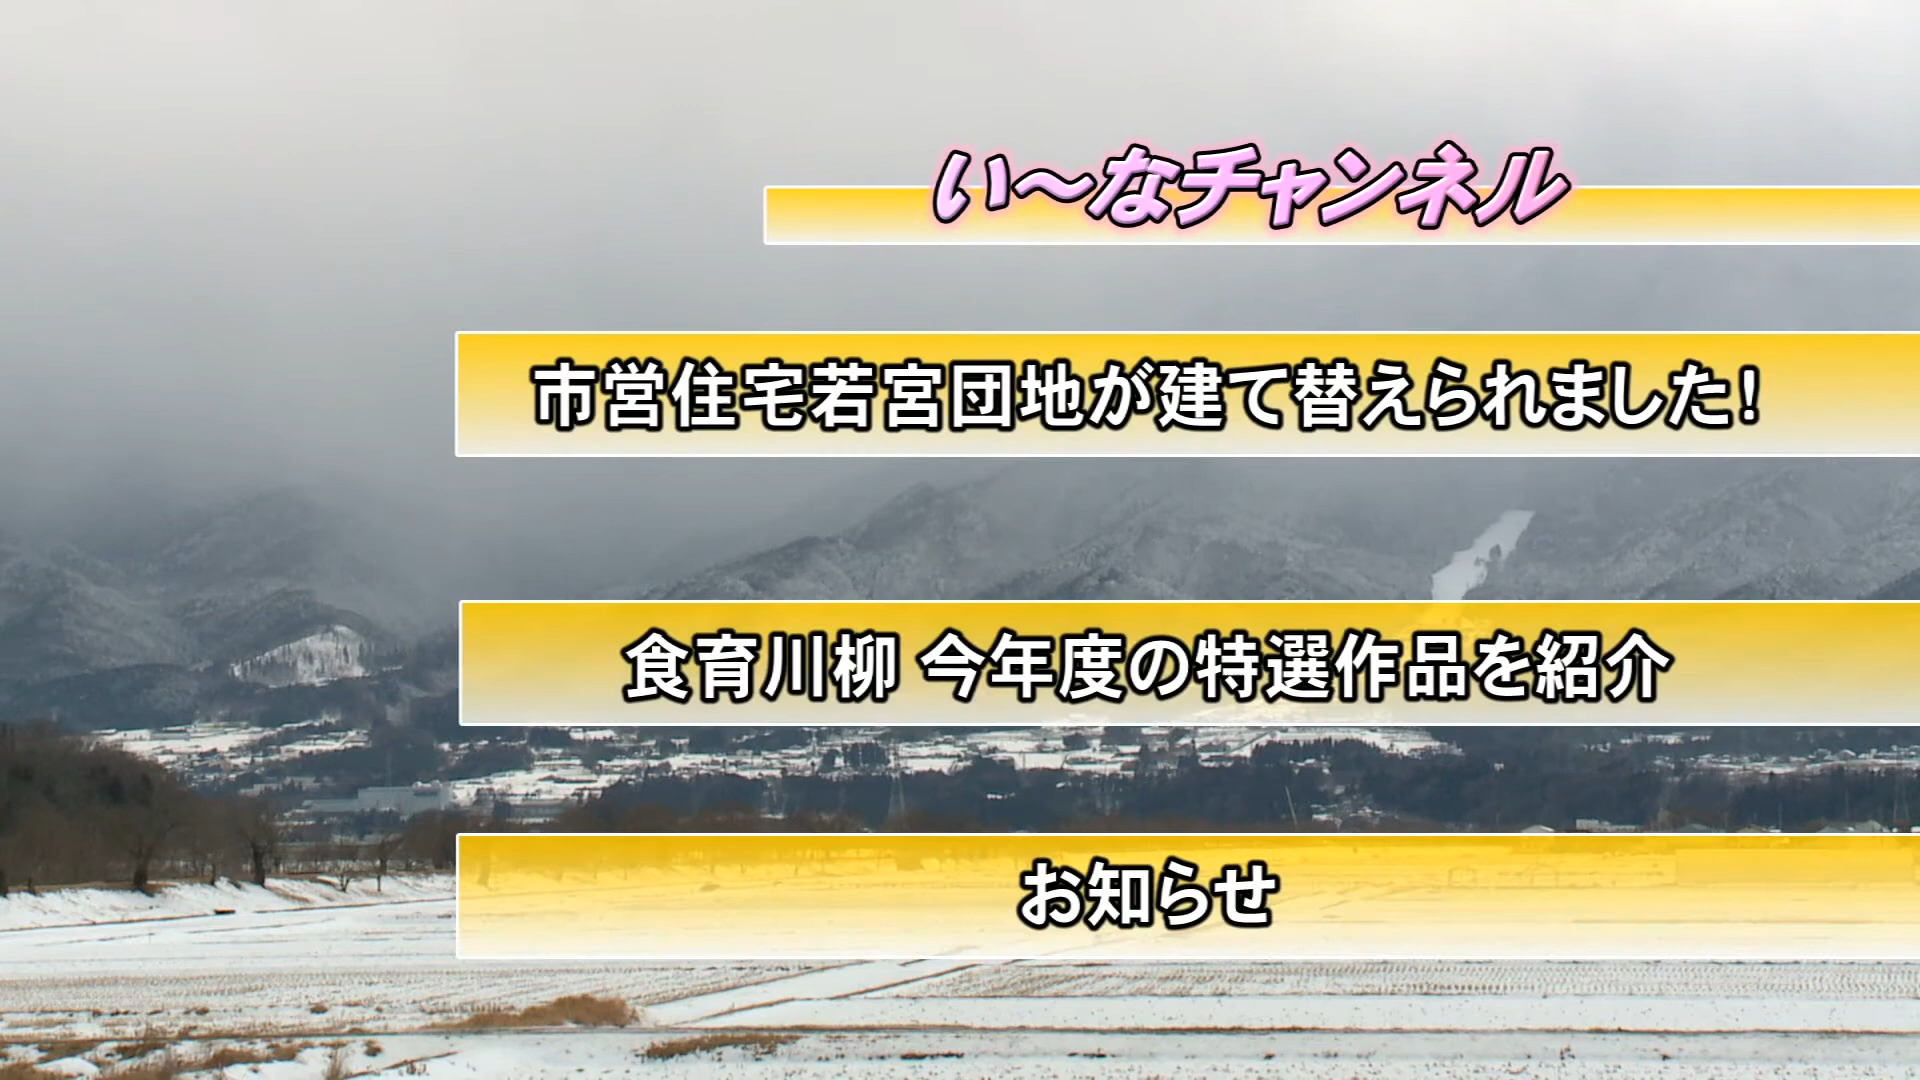 い～なチャンネル
市営住宅若宮団地が建て替えられました！
食育川柳 今年度の特選作品を紹介
お知らせ